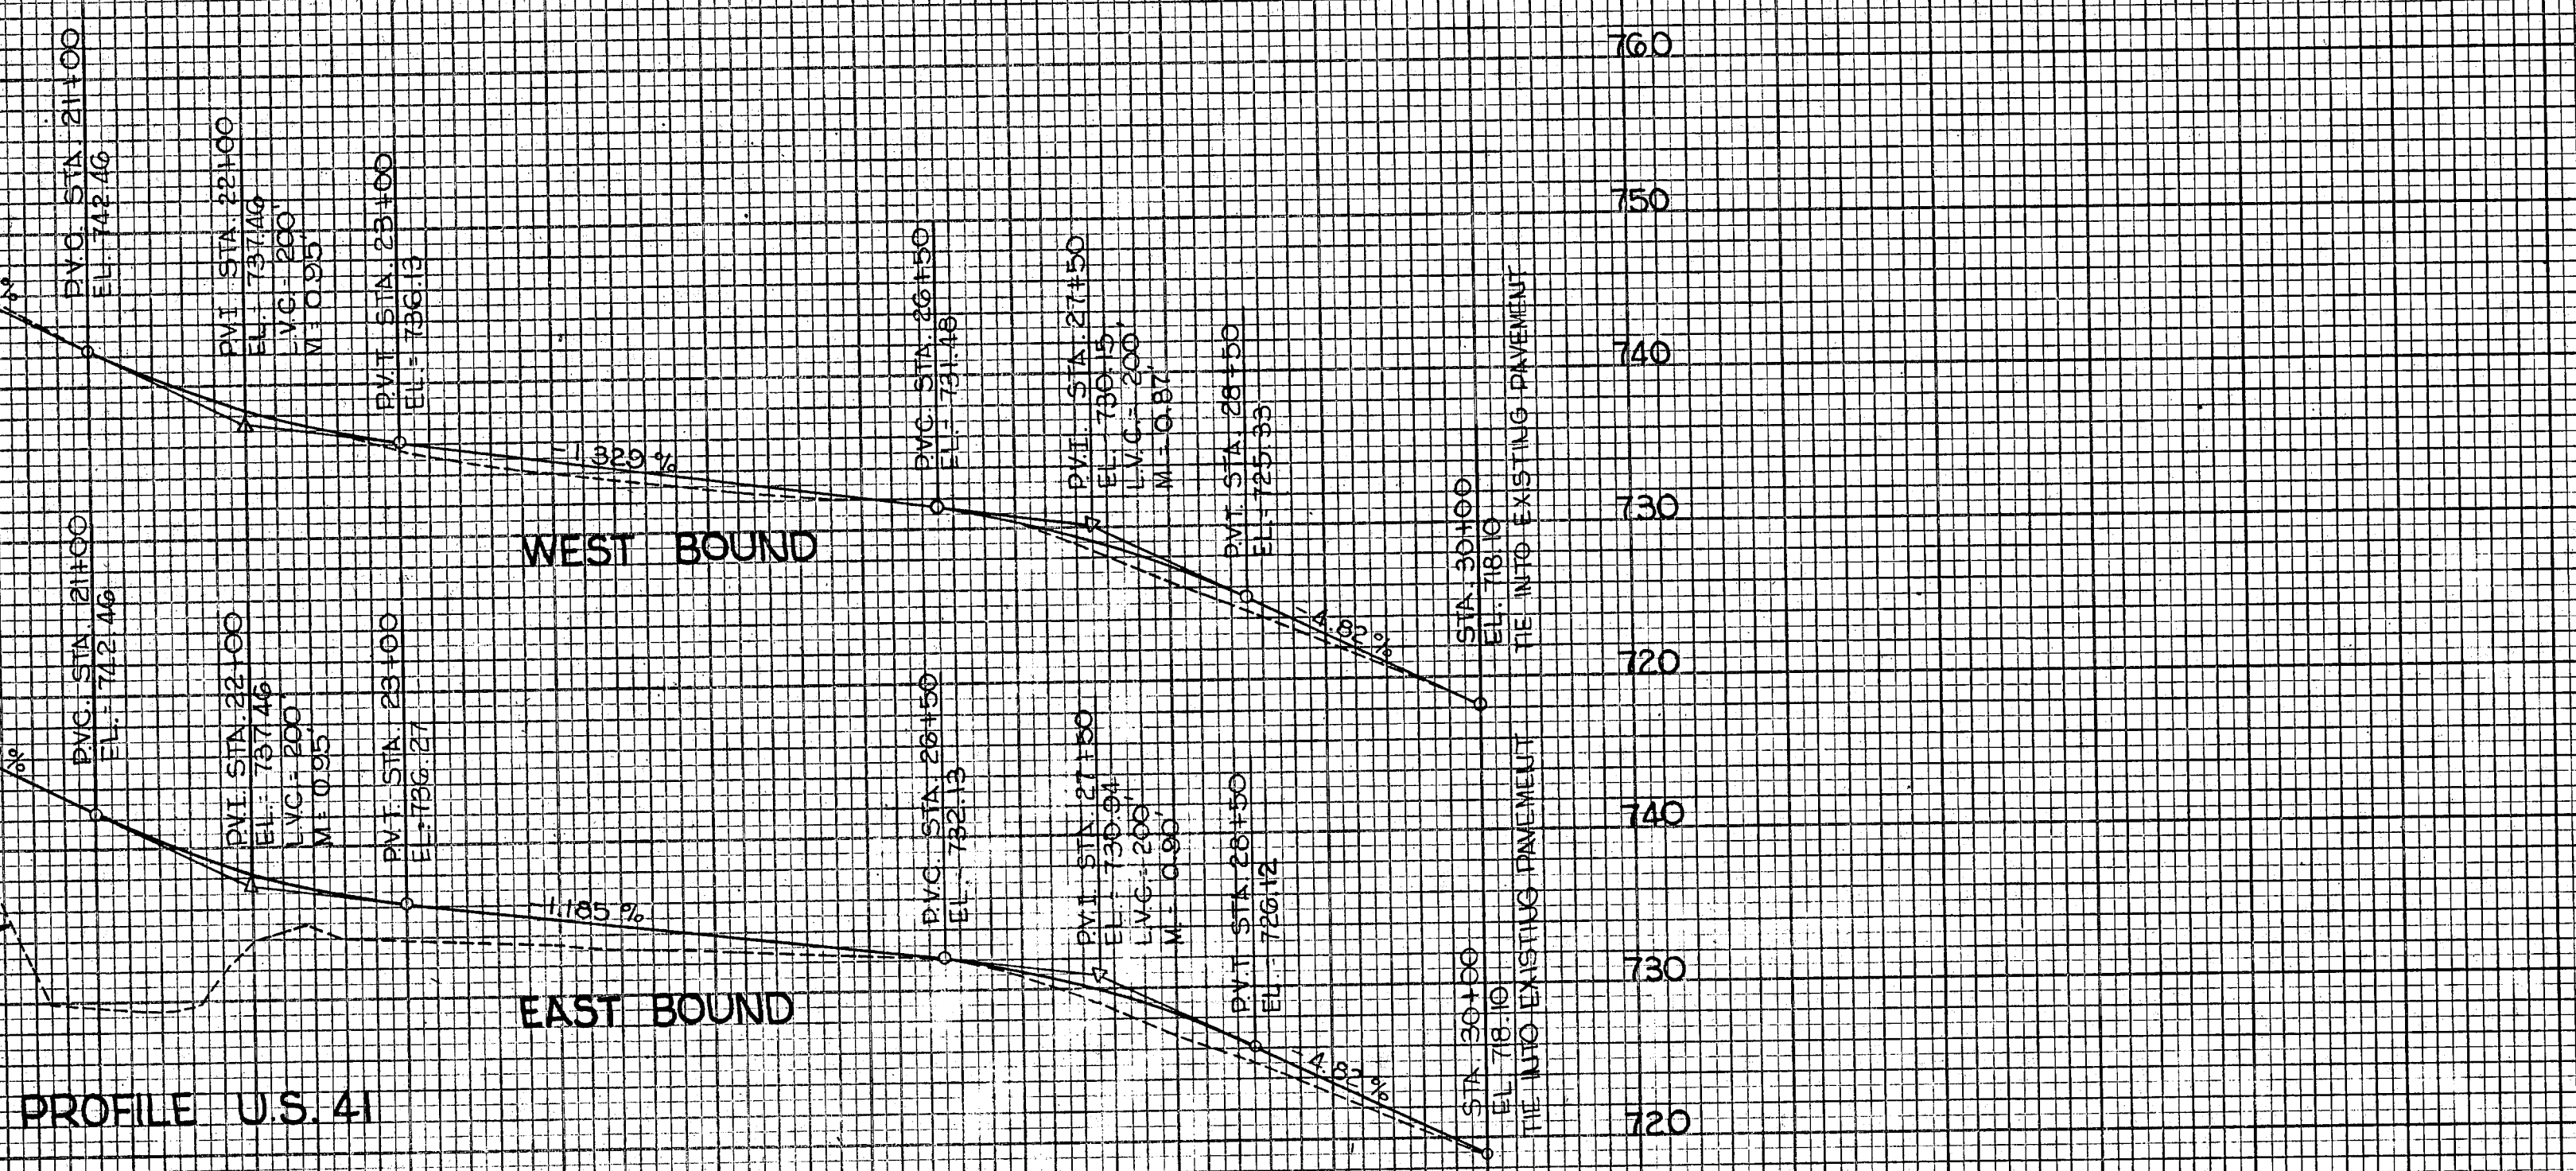 P.V.C. STA. 21+00
EL. 742.46
P.V.I. STA. 22+00
EL. 737.46
L.V.C. = 200'
M = 0.95'
P.V.T. STA. 23+00
EL. = 736.13
-1.329 %
P.V.C. STA. 26+50
EL. = 731.48
P.V.I. STA. 27+50
EL. 730.15
L.V.C. = 200'
M. = 0.87'
P.V.T. STA. 28+50
EL. = 725.33
-4.82 %
STA. 30+00
EL. 718.10
TIE INTO EXISTING PAVEMENT
WEST BOUND
760
750
740
730
720
%
P.V.C. STA. 21+00
EL. = 742.46
P.V.I. STA. 22+00
EL. = 737.46
L.V.C. = 200'
M = 0.95'
P.V.T. STA. 23+00
EL. = 736.27
-1.185 %
P.V.C. STA. 26+50
EL. 732.13
P.V.I. STA. 27+50
EL. = 730.94
L.V.C. = 200'
M. = 0.90'
P.V.T. STA. 28+50
EL. = 726.12
-4.82 %
STA. 30+00
EL. 718.10
TIE INTO EXISTING PAVEMENT
EAST BOUND
740
730
720
%
PROFILE U.S. 41